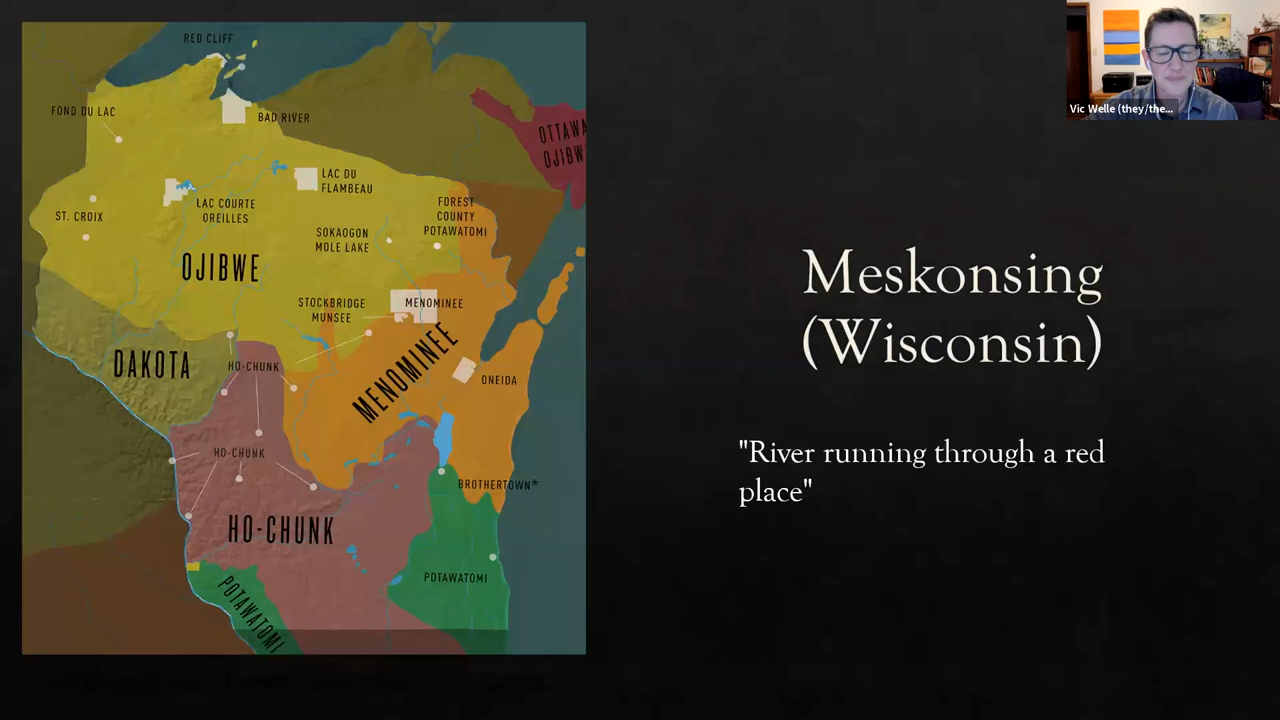 RED CLIFF
FOND DU LAC
BAD RIVER
OTTAWA
OJIBW
LAC DU
FLAMBEAU
LAC COURTE
OREILLES
ST. CROIX
FOREST
COUNTY
POTAWATOMI
SOKAOGON
MOLE LAKE
OJIBWE
STOCKBRIDGE
MUNSEE
MENOMINEE
DAKOTA
HO-CHUNK
MENOMINEE
ONEIDA
HO-CHUNK
BROTHERTOWN*
HO-CHUNK
POTAWATOMI
POTAWATOMI
Meskonsing
(Wisconsin)
"River running through a red
place"
Vic Welle (they/the...